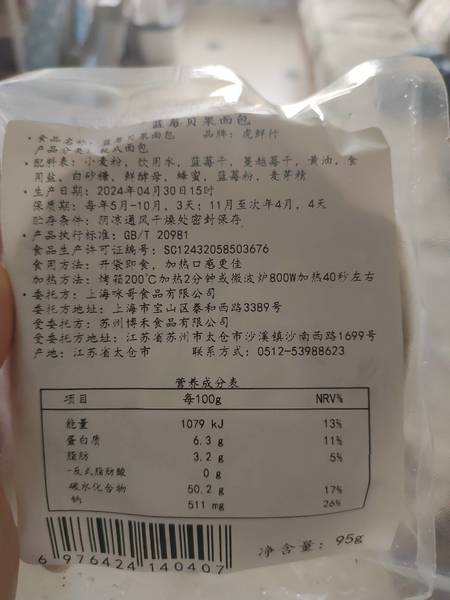 蓝莓贝果面包
·食品名称: 蓝莓贝果面包 品牌: 虎鲜行
产品分类: 软式面包
·配料表: 小麦粉, 饮用水, 蓝莓干, 蔓越莓干, 黄油, 食
用盐, 白砂糖, 鲜酵母, 蜂蜜, 蓝莓粉, 麦芽精
·生产日期: 2024年04月30日15时
保质期: 每年5月-10月, 3天; 11月至次年4月, 4天
贮存条件: 阴凉通风干燥处密封保存
·产品执行标准: GB/T 20981
食品生产许可证编号: SC12432058503676
食用方法: 开袋即食, 加热口感更佳
加热方法: 烤箱200℃加热2分钟或微波炉800W加热40秒左右
·委托方: 上海咏哥食品有限公司
委托方地址: 上海市宝山区泰和西路3389号
受委托方: 苏州博禾食品有限公司
受委托方地址: 江苏省苏州市太仓市沙溪镇沙南西路1699号
产地: 江苏省太仓市 联系方式: 0512-53988623
营养成分表
项目 每100g NRV%
能量 1079 kJ 13%
蛋白质 6.3 g 11%
脂肪 3.2 g 5%
-反式脂肪酸 0 g
碳水化合物 50.2 g 17%
钠 511 mg 26%
6 976424 140407
净含量: 95g